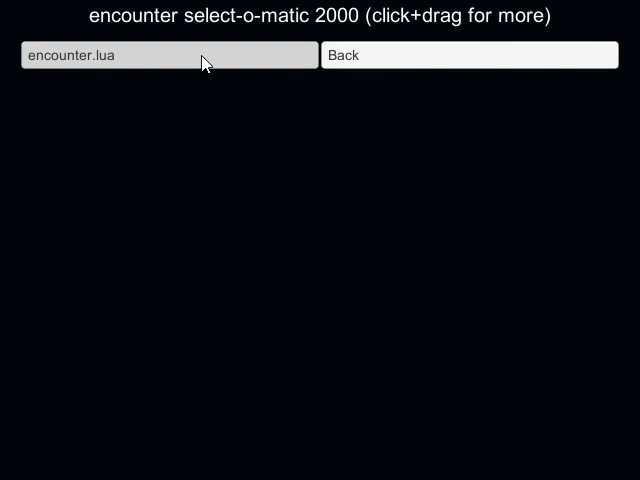 encounter select-o-matic 2000 (click+drag for more)
encounter.lua
Back